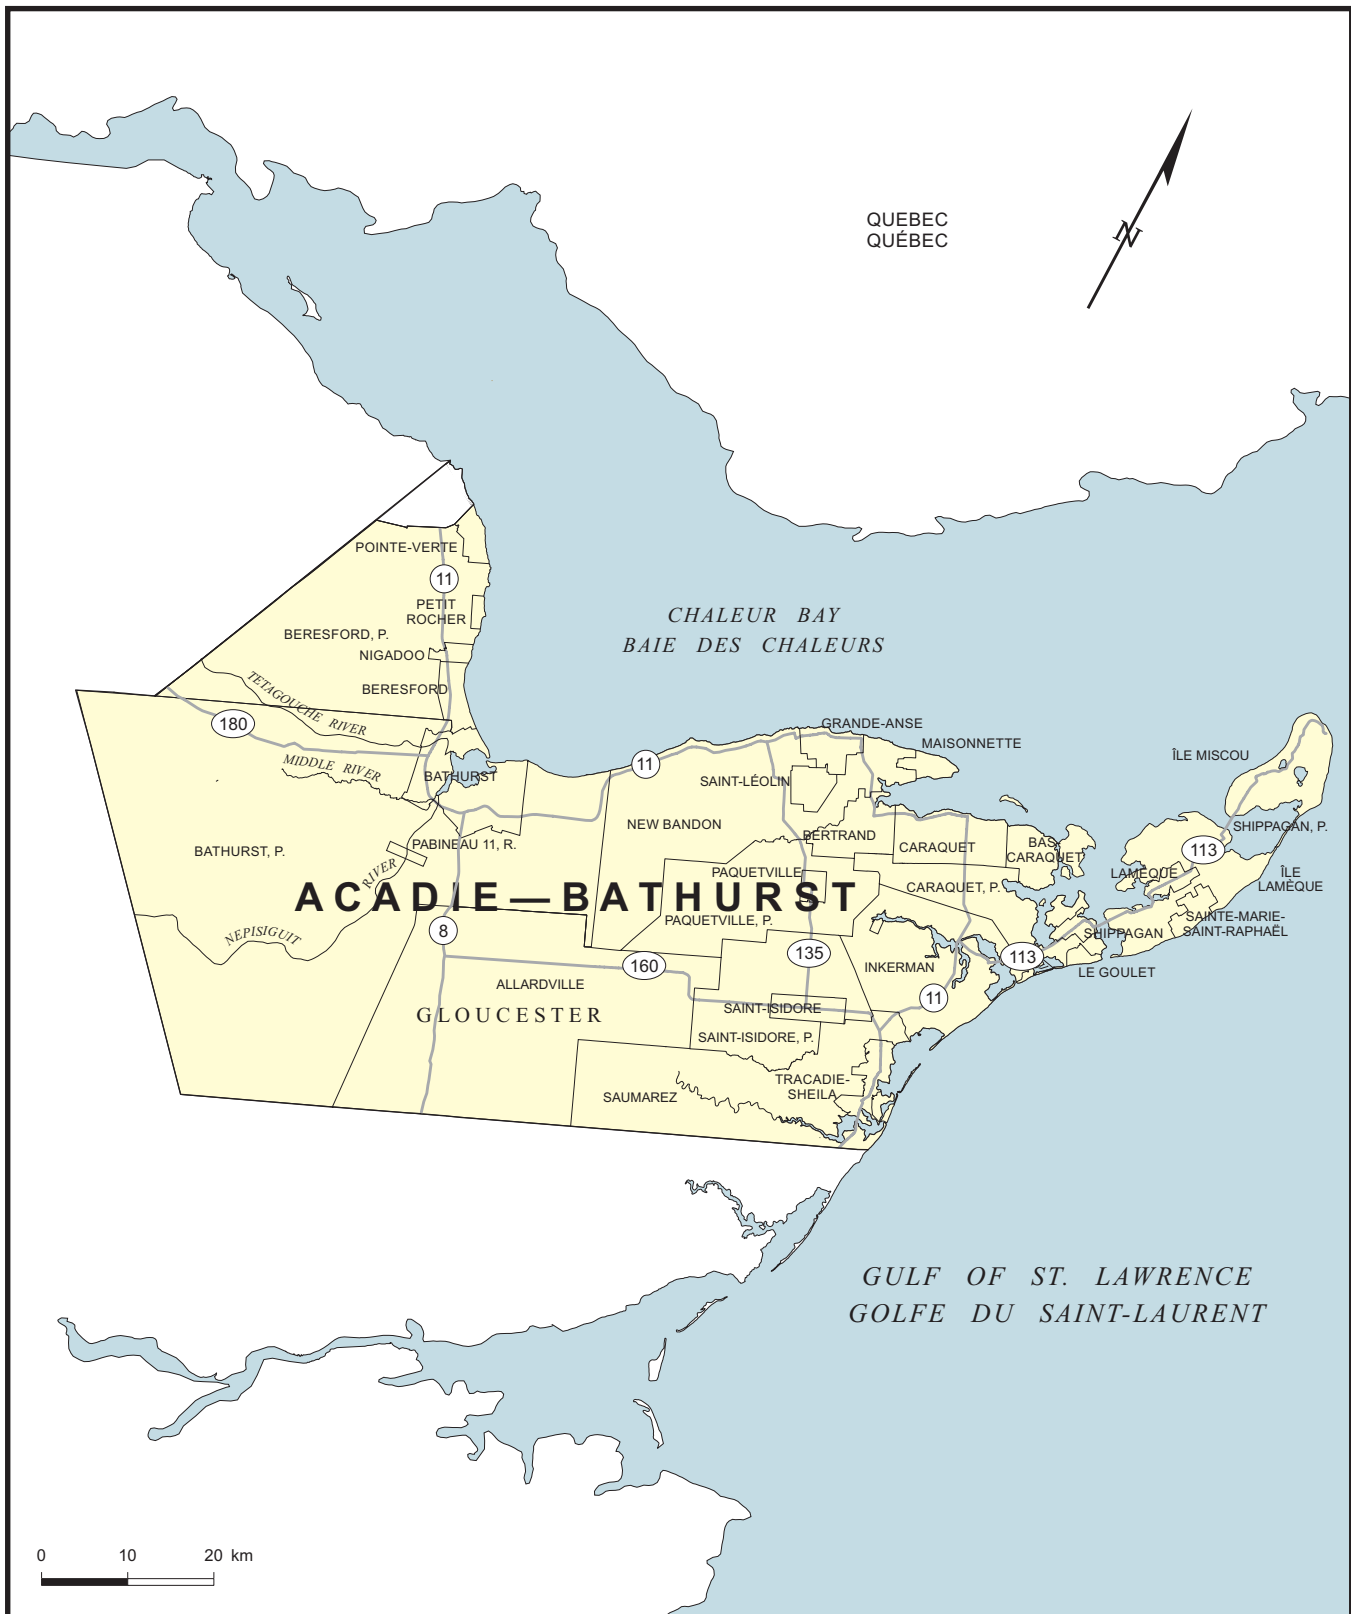 QUEBEC
QUÉBEC
N
POINTE-VERTE
11
PETIT
ROCHER
BERESFORD, P.
NIGADOO
BERESFORD
CHALEUR BAY
BAIE DES CHALEURS
TETAGOUCHE RIVER
180
MIDDLE RIVER
BATHURST
11
GRANDE-ANSE
MAISONNETTE
ÎLE MISCOU
SAINT-LÉOLIN
NEW BANDON
BERTRAND
CARAQUET
BAS-
CARAQUET
SHIPPAGAN, P.
113
BATHURST, P.
PABINEAU 11, R.
RIVER
NEPISIGUIT
PAQUETVILLE
CARAQUET, P.
LAMÈQUE
ÎLE
LAMÈQUE
ACADIE—BATHURST
PAQUETVILLE, P.
SAINTE-MARIE-
SAINT-RAPHAËL
SHIPPAGAN
8
160
135
INKERMAN
113
LE GOULET
ALLARDVILLE
11
GLOUCESTER
SAINT-ISIDORE
SAINT-ISIDORE, P.
TRACADIE-
SHEILA
SAUMAREZ
GULF OF ST. LAWRENCE
GOLFE DU SAINT-LAURENT
0 10 20 km